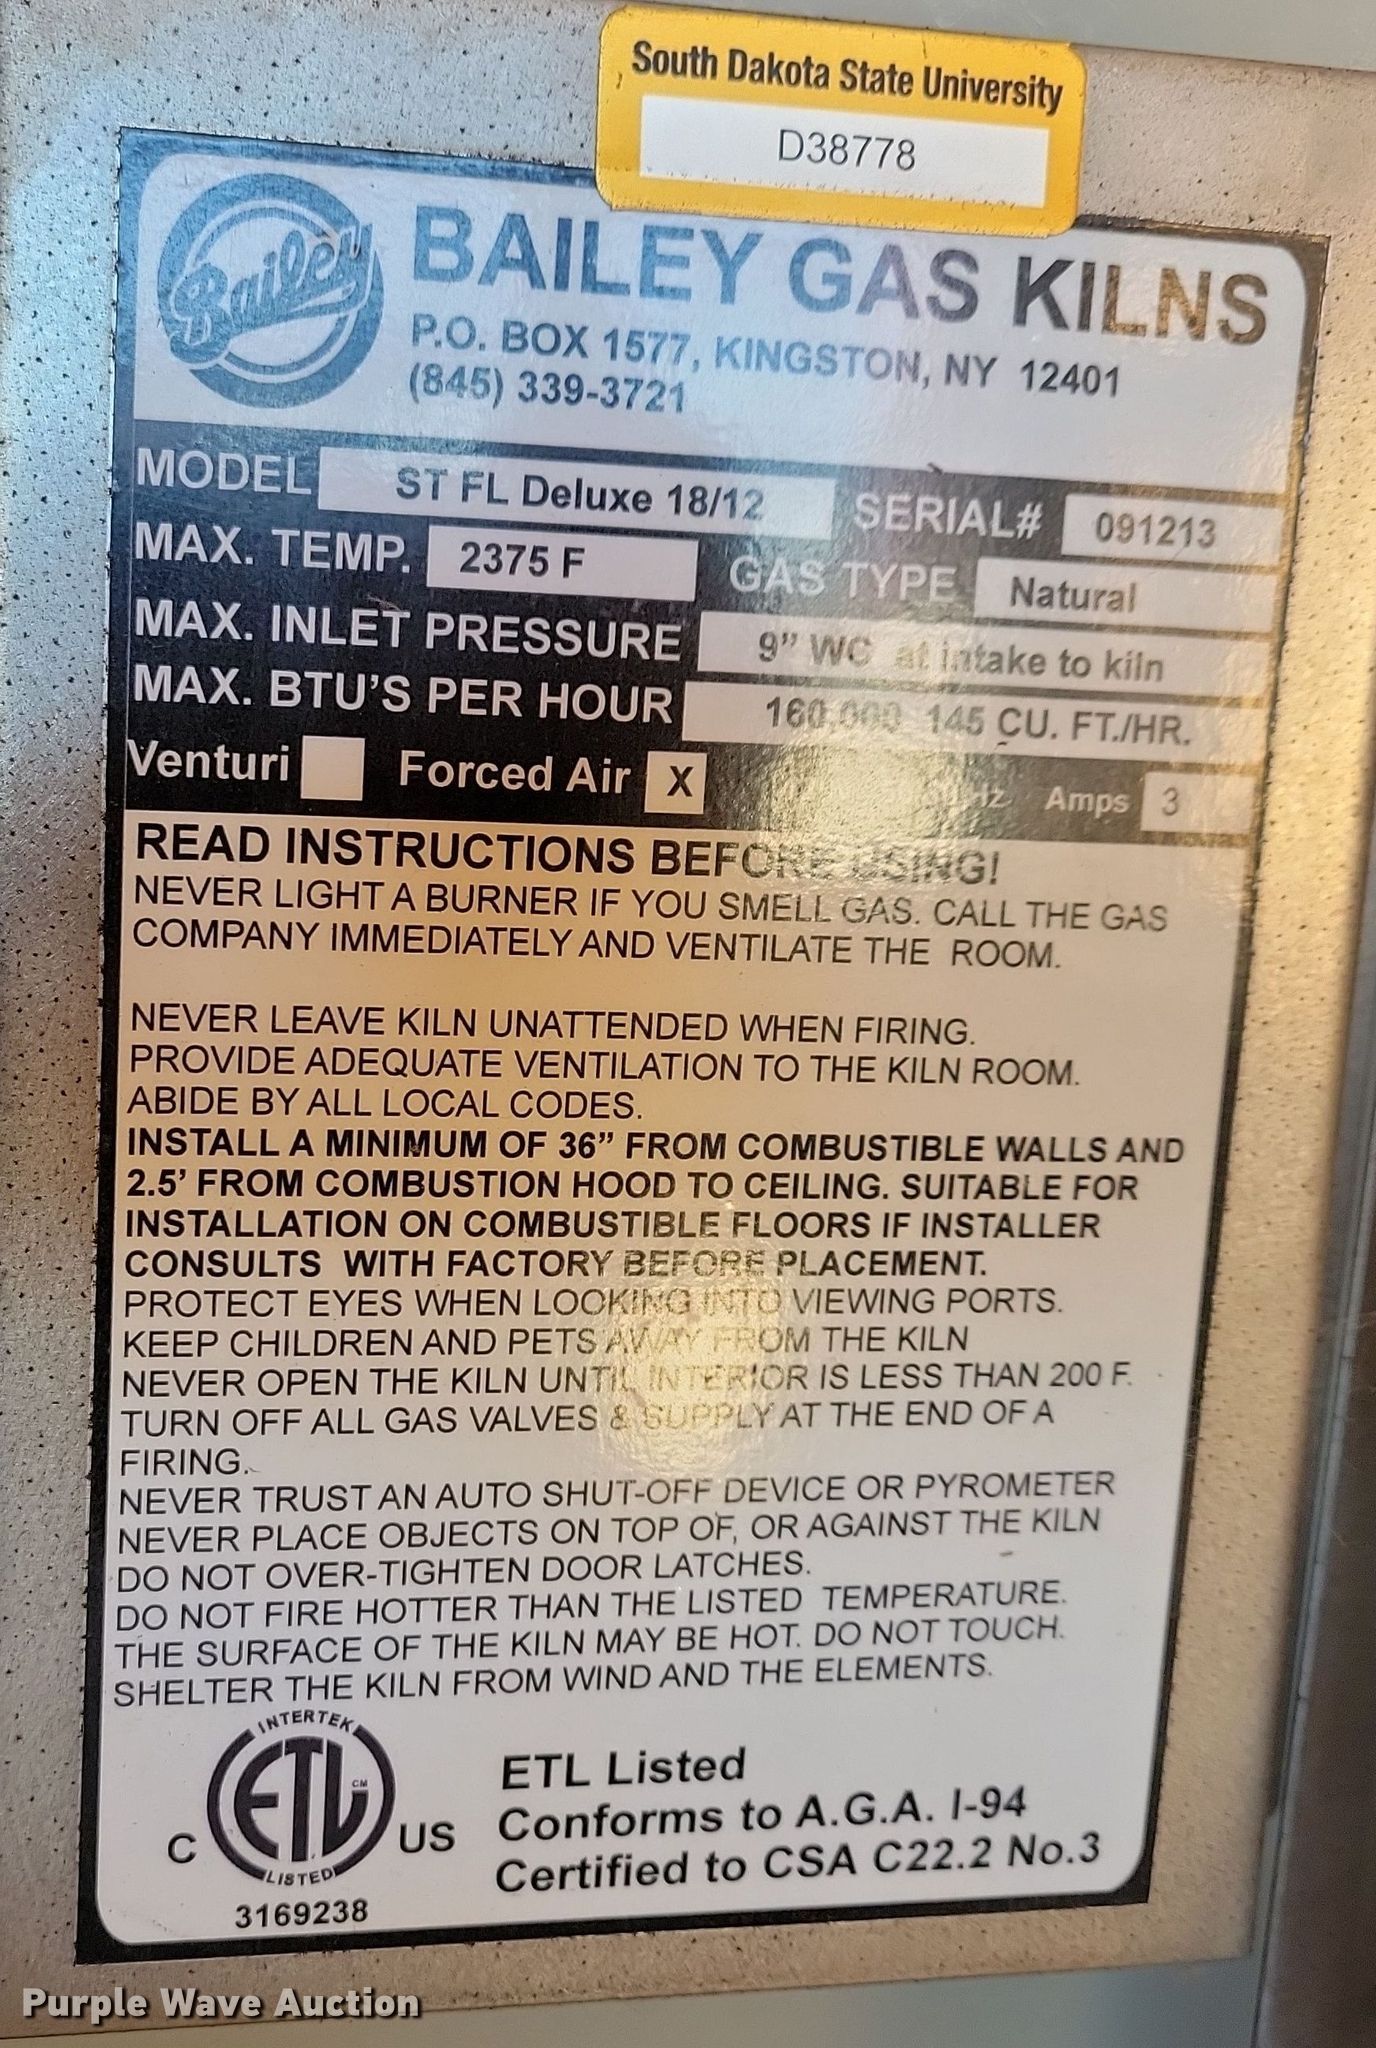 South Dakota State University
D38778
Bailey
BAILEY GAS KILNS
P.O. BOX 1577, KINGSTON, NY 12401
(845) 339-3721
MODEL ST FL Deluxe 18/12 SERIAL# 091213
MAX. TEMP. 2375 F GAS TYPE Natural
MAX. INLET PRESSURE 9" WC at intake to kiln
MAX. BTU'S PER HOUR 160,000 145 CU. FT./HR.
Venturi Forced Air X Hz Amps 3
READ INSTRUCTIONS BEFORE USING!
NEVER LIGHT A BURNER IF YOU SMELL GAS. CALL THE GAS
COMPANY IMMEDIATELY AND VENTILATE THE ROOM.
NEVER LEAVE KILN UNATTENDED WHEN FIRING.
PROVIDE ADEQUATE VENTILATION TO THE KILN ROOM.
ABIDE BY ALL LOCAL CODES.
INSTALL A MINIMUM OF 36" FROM COMBUSTIBLE WALLS AND
2.5' FROM COMBUSTION HOOD TO CEILING. SUITABLE FOR
INSTALLATION ON COMBUSTIBLE FLOORS IF INSTALLER
CONSULTS WITH FACTORY BEFORE PLACEMENT.
PROTECT EYES WHEN LOOKING INTO VIEWING PORTS.
KEEP CHILDREN AND PETS AWAY FROM THE KILN
NEVER OPEN THE KILN UNTIL INTERIOR IS LESS THAN 200 F.
TURN OFF ALL GAS VALVES & SUPPLY AT THE END OF A
FIRING.
NEVER TRUST AN AUTO SHUT-OFF DEVICE OR PYROMETER
NEVER PLACE OBJECTS ON TOP OF, OR AGAINST THE KILN
DO NOT OVER-TIGHTEN DOOR LATCHES.
DO NOT FIRE HOTTER THAN THE LISTED TEMPERATURE.
THE SURFACE OF THE KILN MAY BE HOT. DO NOT TOUCH.
SHELTER THE KILN FROM WIND AND THE ELEMENTS.
INTERTEK
C ETL CM US
LISTED
3169238
ETL Listed
Conforms to A.G.A. I-94
Certified to CSA C22.2 No.3
Purple Wave Auction